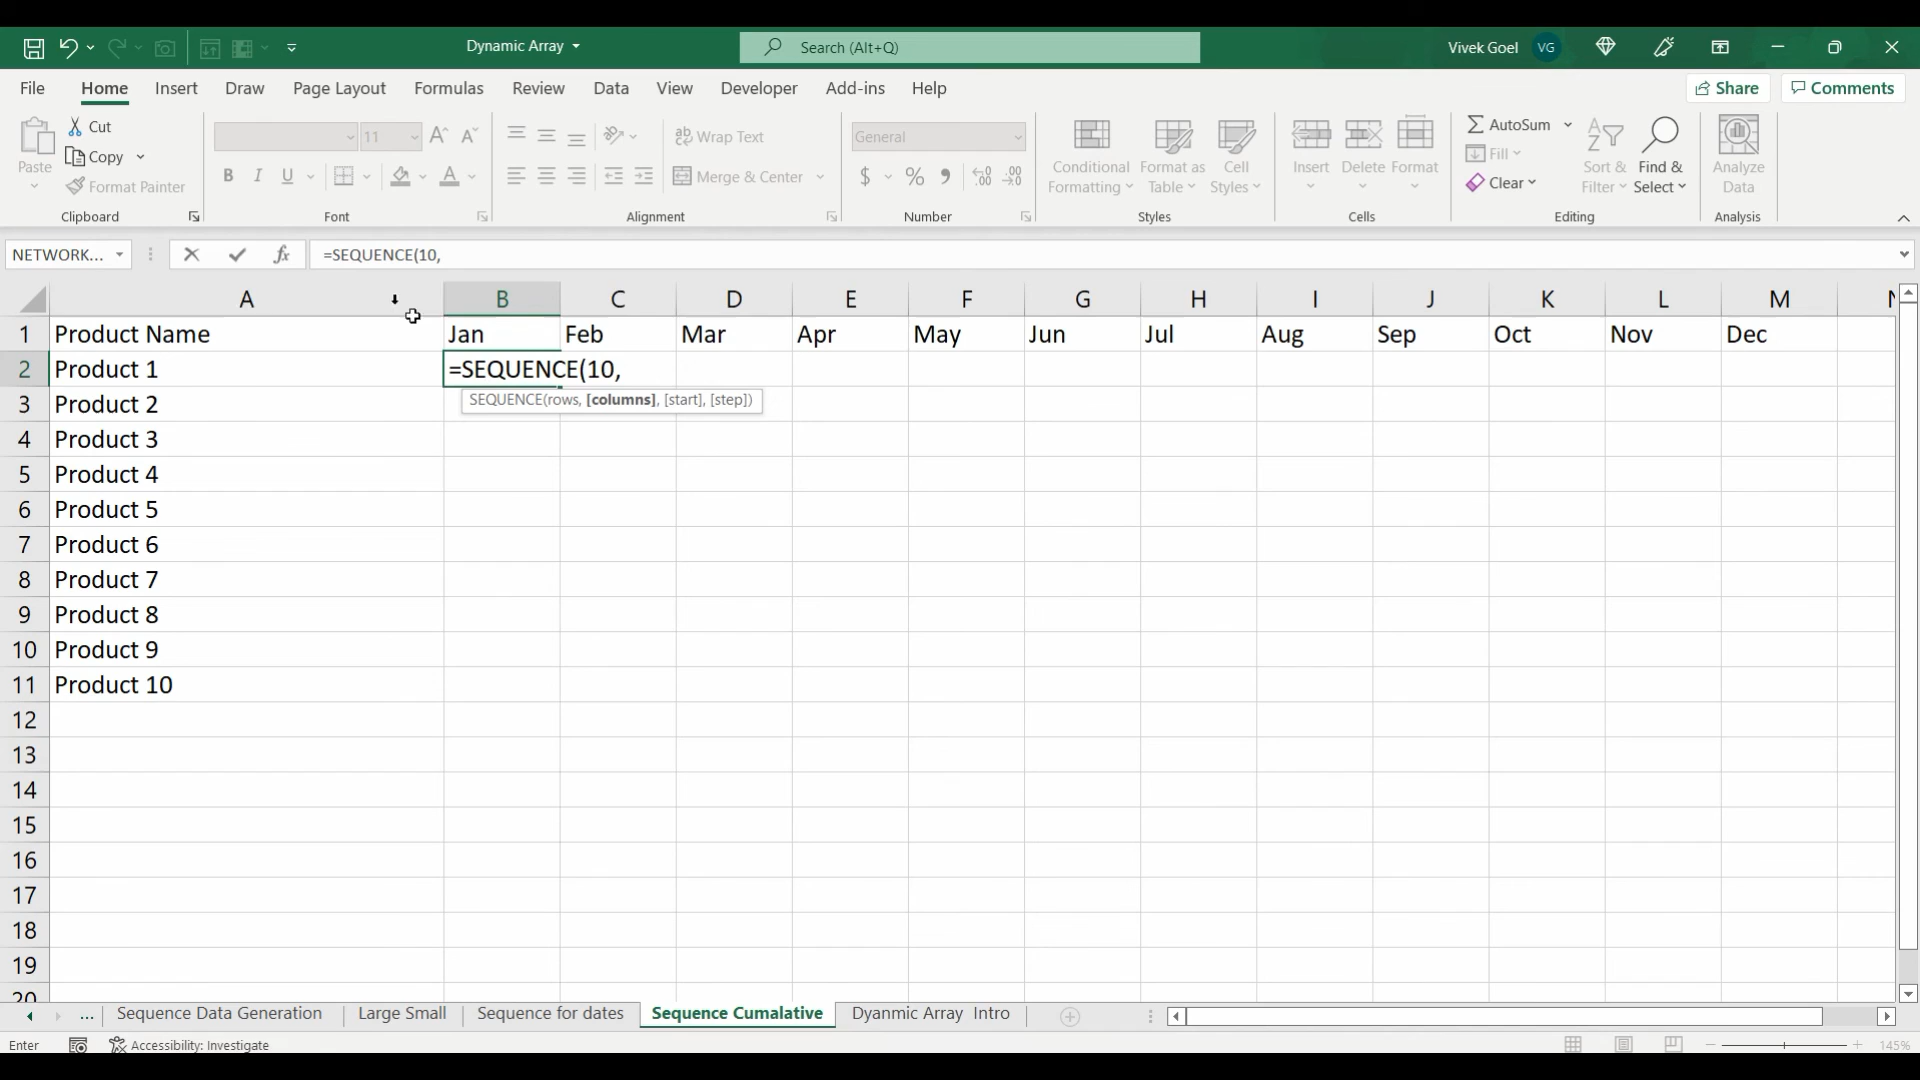 Dynamic Array
Search (Alt+Q)
Vivek Goel VG
File Home Insert Draw Page Layout Formulas Review Data View Developer Add-ins Help Share Comments
Paste
Cut
Copy
Format Painter
Clipboard
11
B I U
Font
Wrap Text
Merge & Center
Alignment
General
Number
Conditional Formatting
Format as Table
Cell Styles
Styles
Insert
Delete
Format
Cells
AutoSum
Fill
Clear
Sort & Filter
Find & Select
Editing
Analyze Data
Analysis
NETWORK... =SEQUENCE(10,
A B C D E F G H I J K L M N
1 Product Name Jan Feb Mar Apr May Jun Jul Aug Sep Oct Nov Dec
2 Product 1 =SEQUENCE(10,
SEQUENCE(rows, [columns], [start], [step])
3 Product 2
4 Product 3
5 Product 4
6 Product 5
7 Product 6
8 Product 7
9 Product 8
10 Product 9
11 Product 10
12
13
14
15
16
17
18
19
20
... Sequence Data Generation Large Small Sequence for dates Sequence Cumalative Dyanmic Array Intro
Enter Accessibility: Investigate 145%